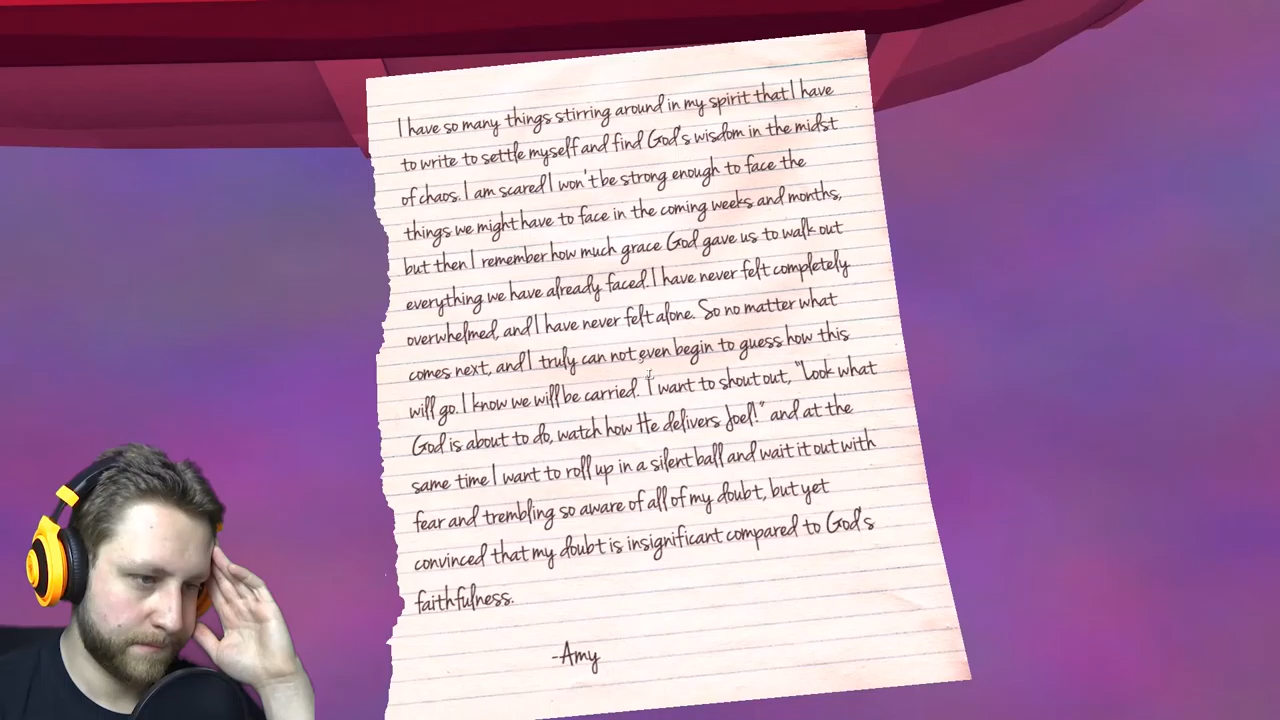 I have so many things stirring around in my spirit that I have
to write to settle myself and find God's wisdom in the midst
of chaos. I am scared I won't be strong enough to face the
things we might have to face in the coming weeks and months,
but then I remember how much grace God gave us to walk out
everything we have already faced. I have never felt completely
overwhelmed, and I have never felt alone. So no matter what
comes next, and I truly can not even begin to guess how this
will go. I know we will be carried. I want to shout out, "Look what
God is about to do, watch how He delivers Joel!" and at the
same time I want to roll up in a silent ball and wait it out with
fear and trembling so aware of all of my doubt, but yet
convinced that my doubt is insignificant compared to God's
faithfulness.
-Amy